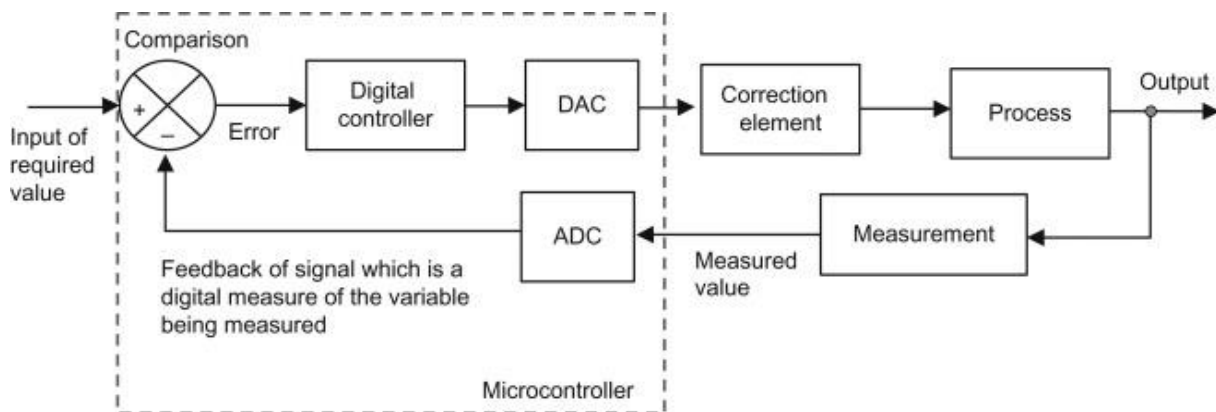 Comparison
Input of
required
value
+
–
Error
Digital
controller
DAC
Correction
element
Process
Output
ADC
Measured
value
Measurement
Feedback of signal which is a
digital measure of the variable
being measured
Microcontroller